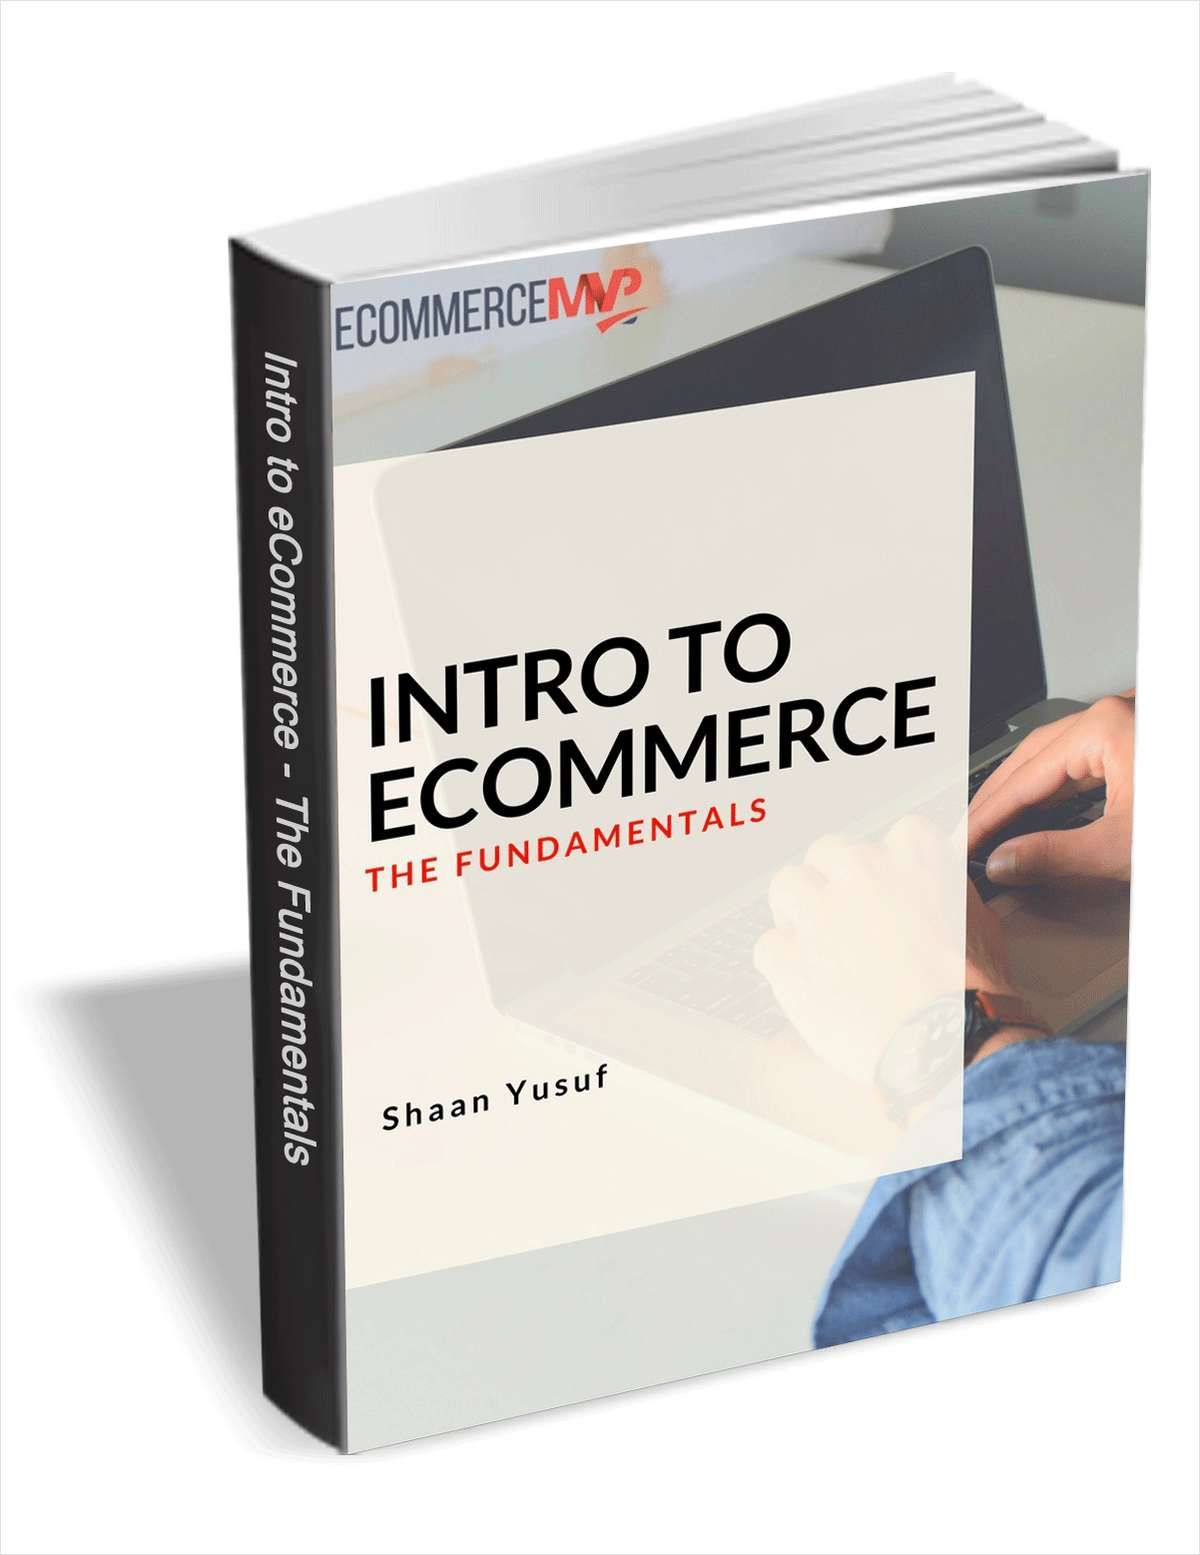 Intro to eCommerce - The Fundamentals
ECOMMERCEMVP
INTRO TO
ECOMMERCE
THE FUNDAMENTALS
Shaan Yusuf